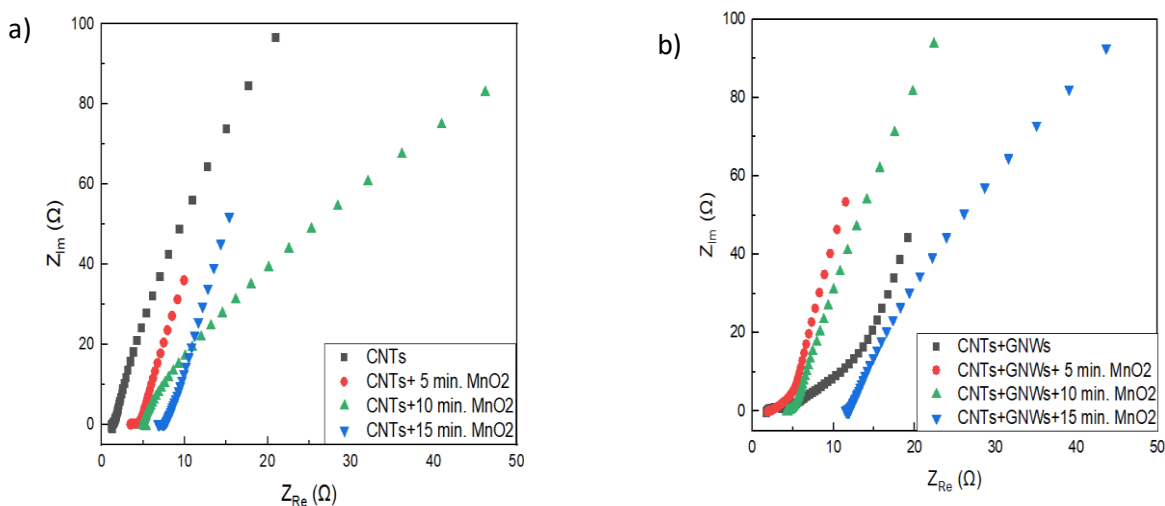 a)
100
80
60
40
20
0
Z_Im (Ω)
CNTs
CNTs+ 5 min. MnO2
CNTs+10 min. MnO2
CNTs+15 min. MnO2
0 10 20 30 40 50
Z_Re (Ω)
b)
100
80
60
40
20
0
Z_Im (Ω)
CNTs+GNWs
CNTs+GNWs+ 5 min. MnO2
CNTs+GNWs+10 min. MnO2
CNTs+GNWs+15 min. MnO2
0 10 20 30 40 50
Z_Re (Ω)